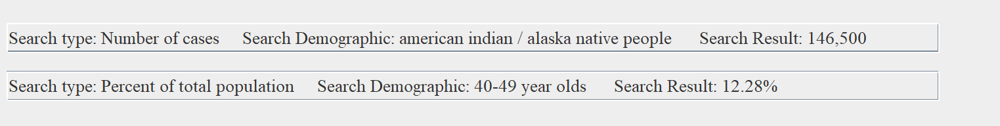 Search type: Number of cases Search Demographic: american indian / alaska native people Search Result: 146,500
Search type: Percent of total population Search Demographic: 40-49 year olds Search Result: 12.28%